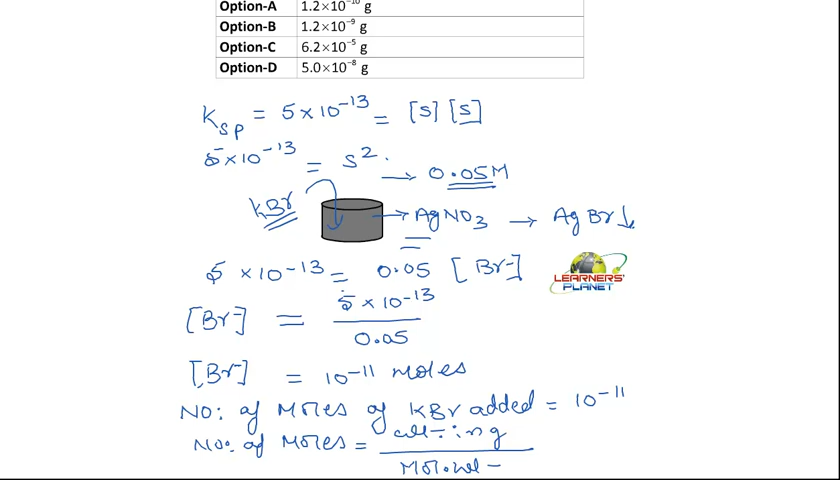 Option-A 1.2×10⁻¹⁰ g
Option-B 1.2×10⁻⁹ g
Option-C 6.2×10⁻⁵ g
Option-D 5.0×10⁻⁸ g
Ksp = 5×10⁻¹³ = [s] [s]
5×10⁻¹³ = s²
→ 0.05M
KBr → AgNO₃ → AgBr↓
5 × 10⁻¹³ = 0.05 [Br⁻]
LEARNERS'
PLANET
[Br⁻] = 5 × 10⁻¹³
0.05
[Br⁻] = 10⁻¹¹ moles
NO: of moles of KBr added = 10⁻¹¹
NO: of moles = wt in g
Mol.wt